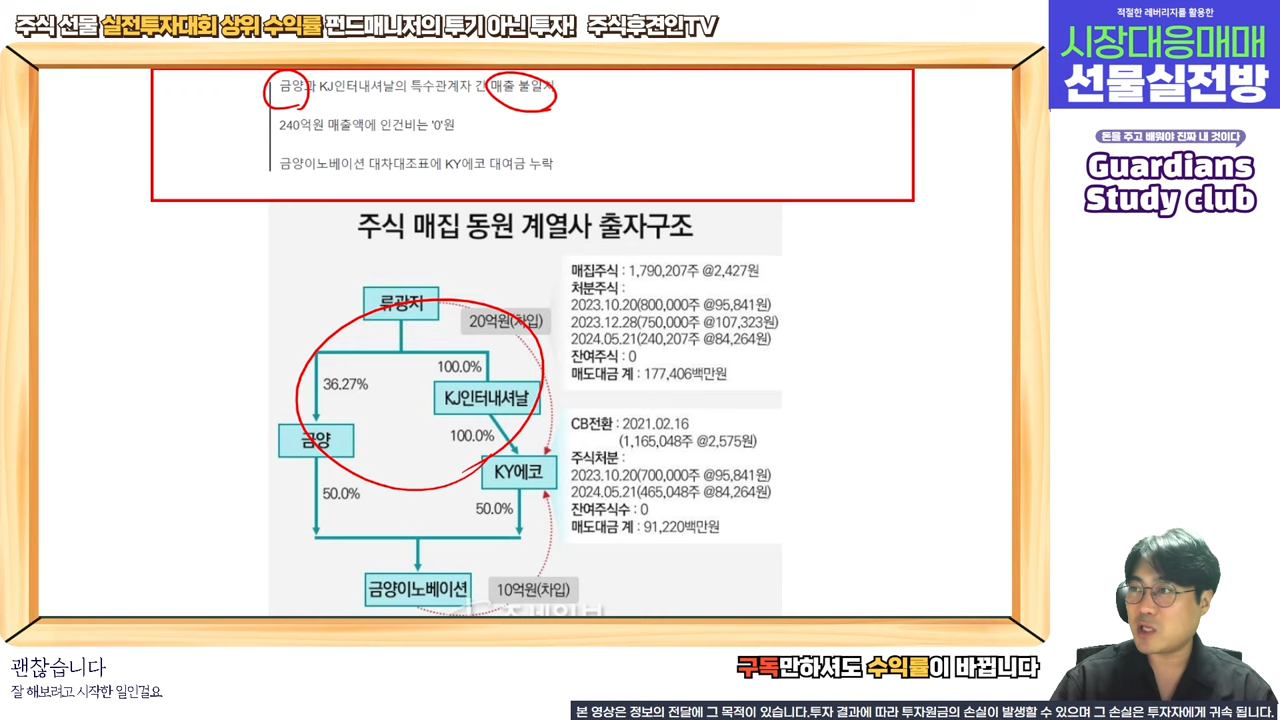 주식 선물 실전투자대회 상위 수익률 펀드매니저의 투기 아닌 투자! 주식후견인TV
적절한 레버리지를 활용한
시장대응매매
선물실전방
돈을 주고 배워야 진짜 내 것이다
Guardians
Study club
금양과 KJ인터내셔날의 특수관계자 간 매출 불일치
240억원 매출액에 인건비는 '0'원
금양이노베이션 대차대조표에 KY에코 대여금 누락
주식 매집 동원 계열사 출자구조
류광지
20억원(차입)
100.0%
36.27%
KJ인터내셔날
금양
100.0%
KY에코
50.0%
50.0%
금양이노베이션
10억원(차입)
매집주식 : 1,790,207주 @2,427원
처분주식 :
2023.10.20(800,000주 @95,841원)
2023.12.28(750,000주 @107,323원)
2024.05.21(240,207주 @84,264원)
잔여주식 : 0
매도대금 계 : 177,406백만원
CB전환 : 2021.02.16
(1,165,048주 @2,575원)
주식처분 :
2023.10.20(700,000주 @95,841원)
2024.05.21(465,048주 @84,264원)
잔여주식수 : 0
매도대금 계 : 91,220백만원
괜찮습니다
잘 해보려고 시작한 일인걸요
구독만하셔도 수익률이 바뀝니다
본 영상은 정보의 전달에 그 목적이 있습니다.투자 결과에 따라 투자원금의 손실이 발생할 수 있으며 그 손실은 투자자에게 귀속 됩니다.